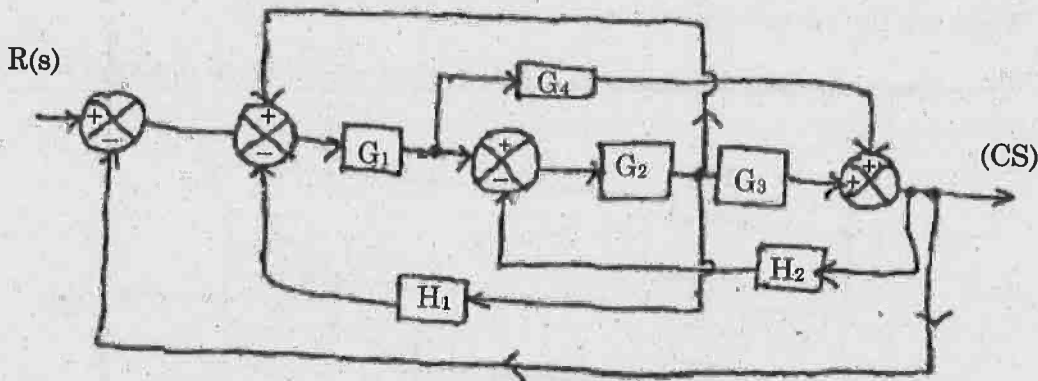 R(s)
G₄
+
+
+
−
−
G₁
+
−
G₂
G₃
+
+
(CS)
H₂
H₁